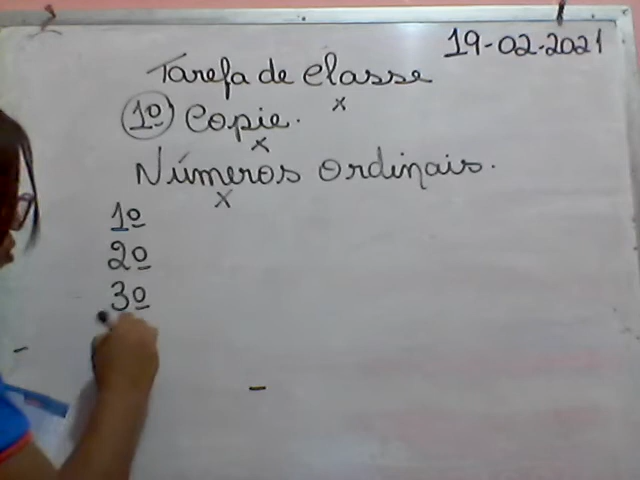 19-02-2021
Tarefa de classe
x
1º Copie.
x
Números ordinais.
x
1º
2º
3º